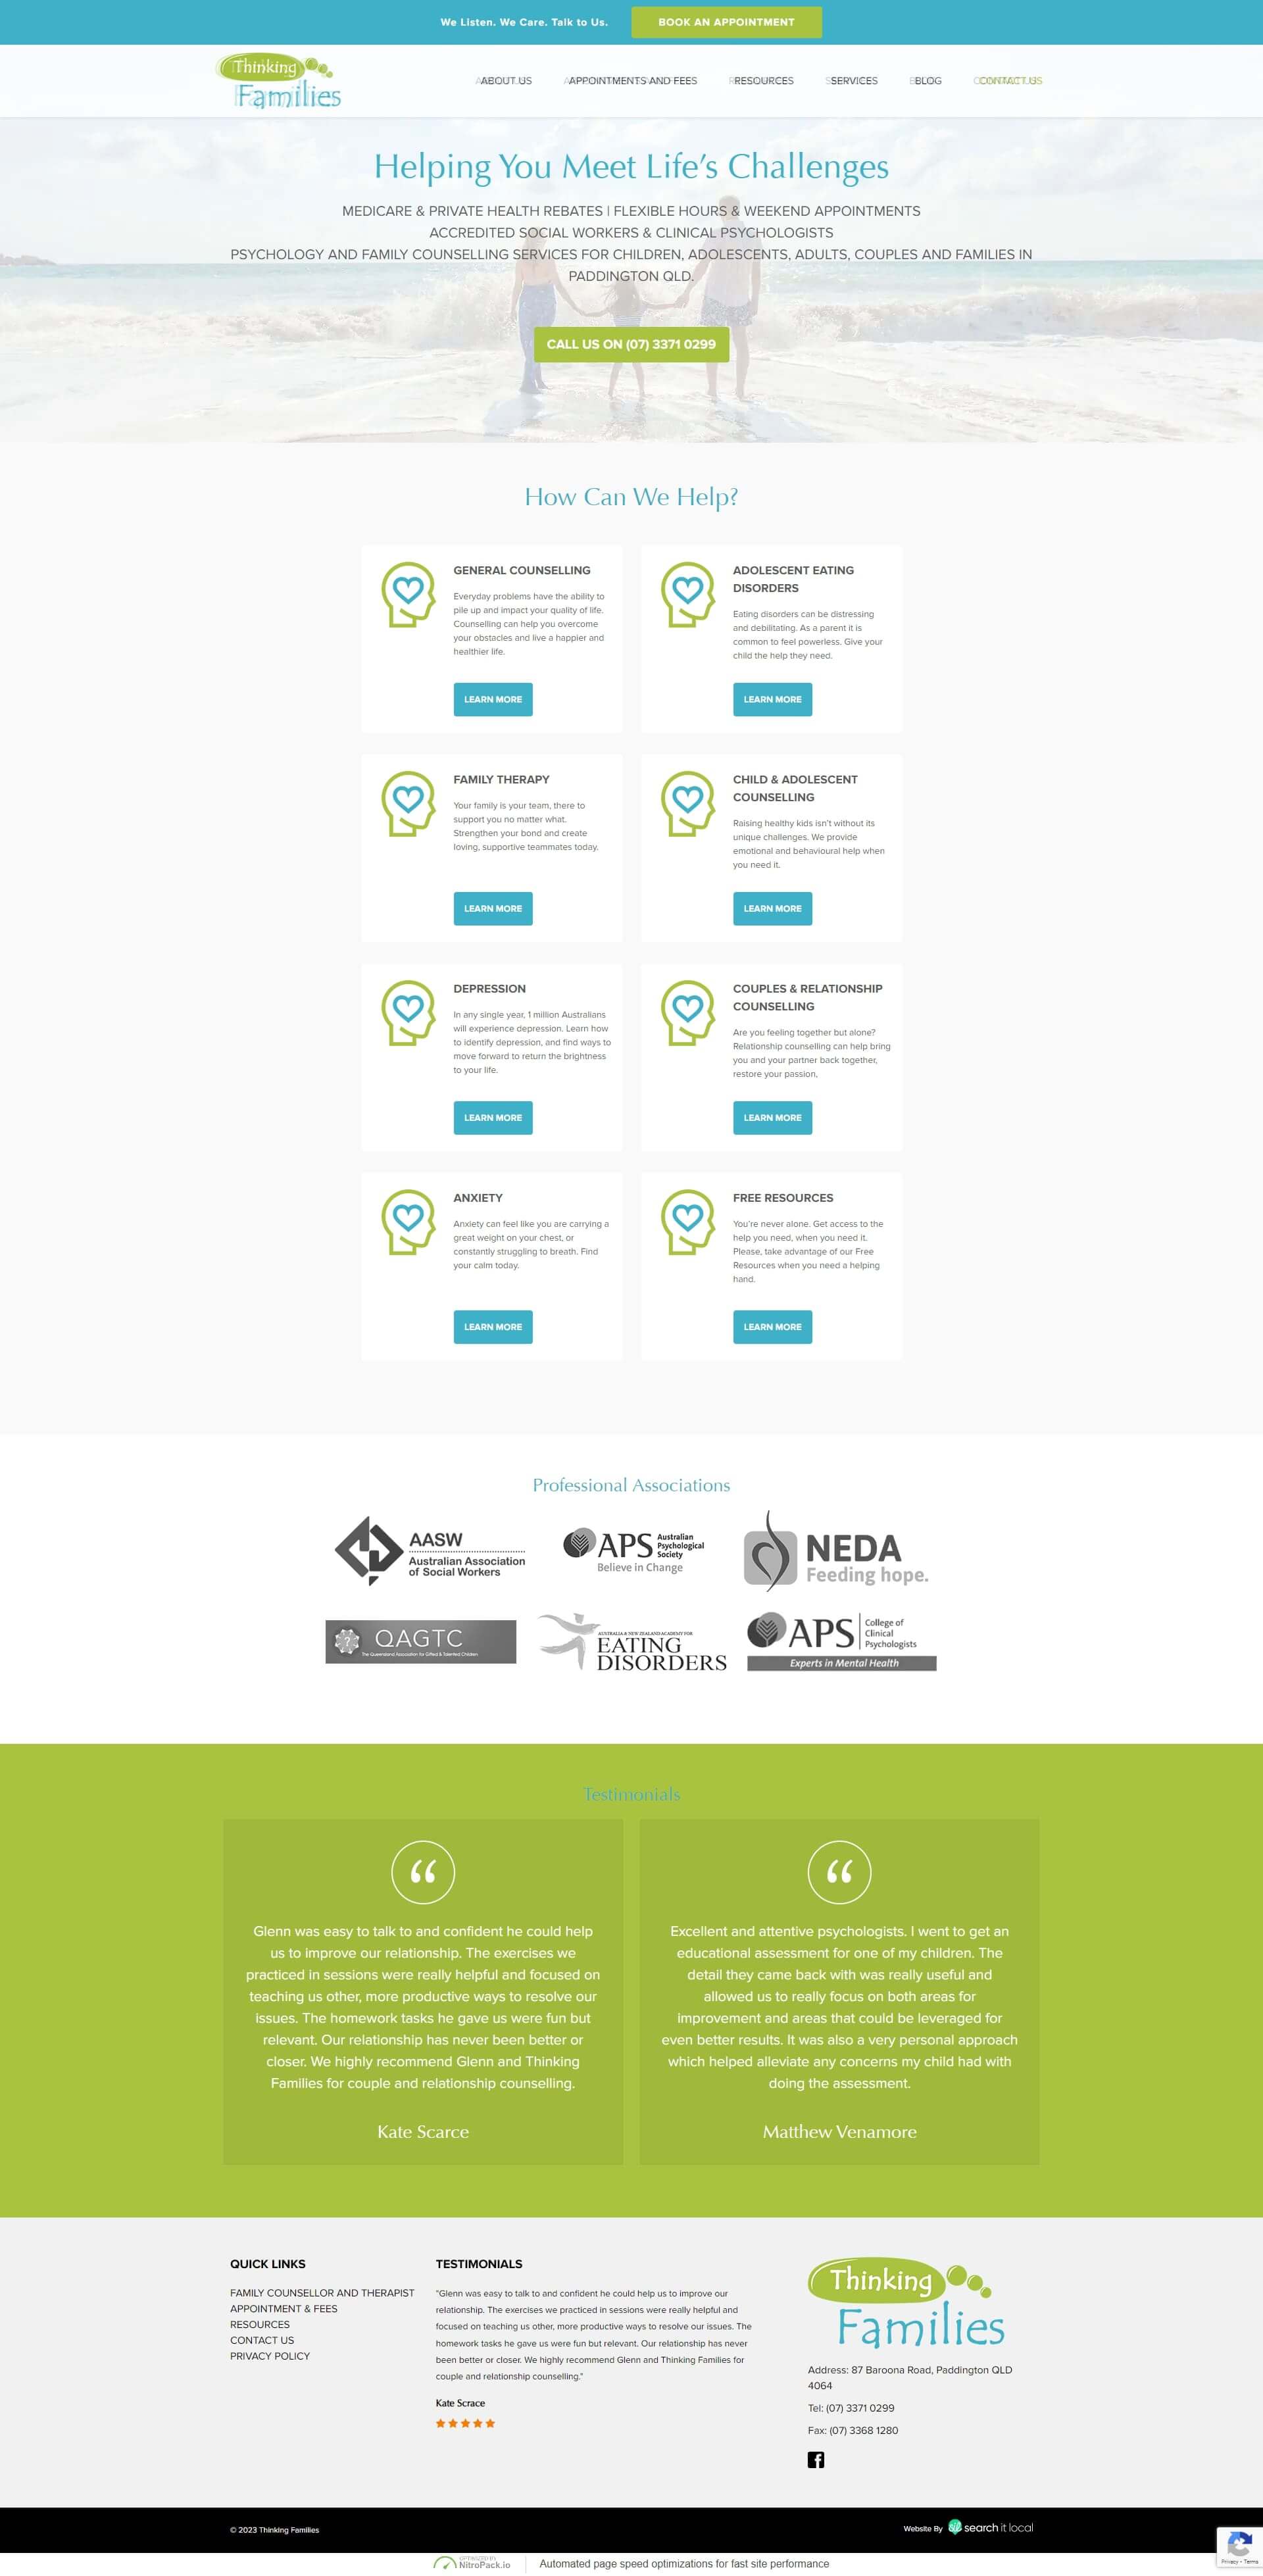 We Listen. We Care. Talk to Us.
BOOK AN APPOINTMENT
Thinking
Families
ABOUT US
APPOINTMENTS AND FEES
RESOURCES
SERVICES
BLOG
CONTACT US
Helping You Meet Life's Challenges
MEDICARE & PRIVATE HEALTH REBATES | FLEXIBLE HOURS & WEEKEND APPOINTMENTS
ACCREDITED SOCIAL WORKERS & CLINICAL PSYCHOLOGISTS
PSYCHOLOGY AND FAMILY COUNSELLING SERVICES FOR CHILDREN, ADOLESCENTS, ADULTS, COUPLES AND FAMILIES IN
PADDINGTON QLD.
CALL US ON (07) 3371 0299
How Can We Help?
GENERAL COUNSELLING
Everyday problems have the ability to
pile up and impact your quality of life.
Counselling can help you overcome
your obstacles and live a happier and
healthier life.
LEARN MORE
ADOLESCENT EATING
DISORDERS
Eating disorders can be distressing
and debilitating. As a parent it is
common to feel powerless. Give your
child the help they need.
LEARN MORE
FAMILY THERAPY
Your family is your team, there to
support you no matter what.
Strengthen your bond and create
loving, supportive teammates today.
LEARN MORE
CHILD & ADOLESCENT
COUNSELLING
Raising healthy kids isn't without its
unique challenges. We provide
emotional and behavioural help when
you need it.
LEARN MORE
DEPRESSION
In any single year, 1 million Australians
will experience depression. Learn how
to identify depression, and find ways to
move forward to return the brightness
to your life.
LEARN MORE
COUPLES & RELATIONSHIP
COUNSELLING
Are you feeling together but alone?
Relationship counselling can help bring
you and your partner back together,
restore your passion,
LEARN MORE
ANXIETY
Anxiety can feel like you are carrying a
great weight on your chest, or
constantly struggling to breath. Find
your calm today.
LEARN MORE
FREE RESOURCES
You're never alone. Get access to the
help you need, when you need it.
Please, take advantage of our Free
Resources when you need a helping
hand.
LEARN MORE
Professional Associations
AASW
Australian Association
of Social Workers
APS
Australian
Psychological
Society
Believe in Change
NEDA
Feeding hope.
?
QAGTC
The Queensland Association for Gifted & Talented Children
AUSTRALIA & NEW ZEALAND ACADEMY FOR
EATING
DISORDERS
APS
College of
Clinical
Psychologists
Experts in Mental Health
Testimonials
“
Glenn was easy to talk to and confident he could help
us to improve our relationship. The exercises we
practiced in sessions were really helpful and focused on
teaching us other, more productive ways to resolve our
issues. The homework tasks he gave us were fun but
relevant. Our relationship has never been better or
closer. We highly recommend Glenn and Thinking
Families for couple and relationship counselling.
Kate Scarce
“
Excellent and attentive psychologists. I went to get an
educational assessment for one of my children. The
detail they came back with was really useful and
allowed us to really focus on both areas for
improvement and areas that could be leveraged for
even better results. It was also a very personal approach
which helped alleviate any concerns my child had with
doing the assessment.
Matthew Venamore
QUICK LINKS
FAMILY COUNSELLOR AND THERAPIST
APPOINTMENT & FEES
RESOURCES
CONTACT US
PRIVACY POLICY
TESTIMONIALS
"Glenn was easy to talk to and confident he could help us to improve our
relationship. The exercises we practiced in sessions were really helpful and
focused on teaching us other, more productive ways to resolve our issues. The
homework tasks he gave us were fun but relevant. Our relationship has never
been better or closer. We highly recommend Glenn and Thinking Families for
couple and relationship counselling."
Kate Scrace
Thinking
Families
Address: 87 Baroona Road, Paddington QLD
4064
Tel: (07) 3371 0299
Fax: (07) 3368 1280
© 2023 Thinking Families
Website By
search it local
OPTIMIZED BY
NitroPack.io
Automated page speed optimizations for fast site performance
Privacy - Terms